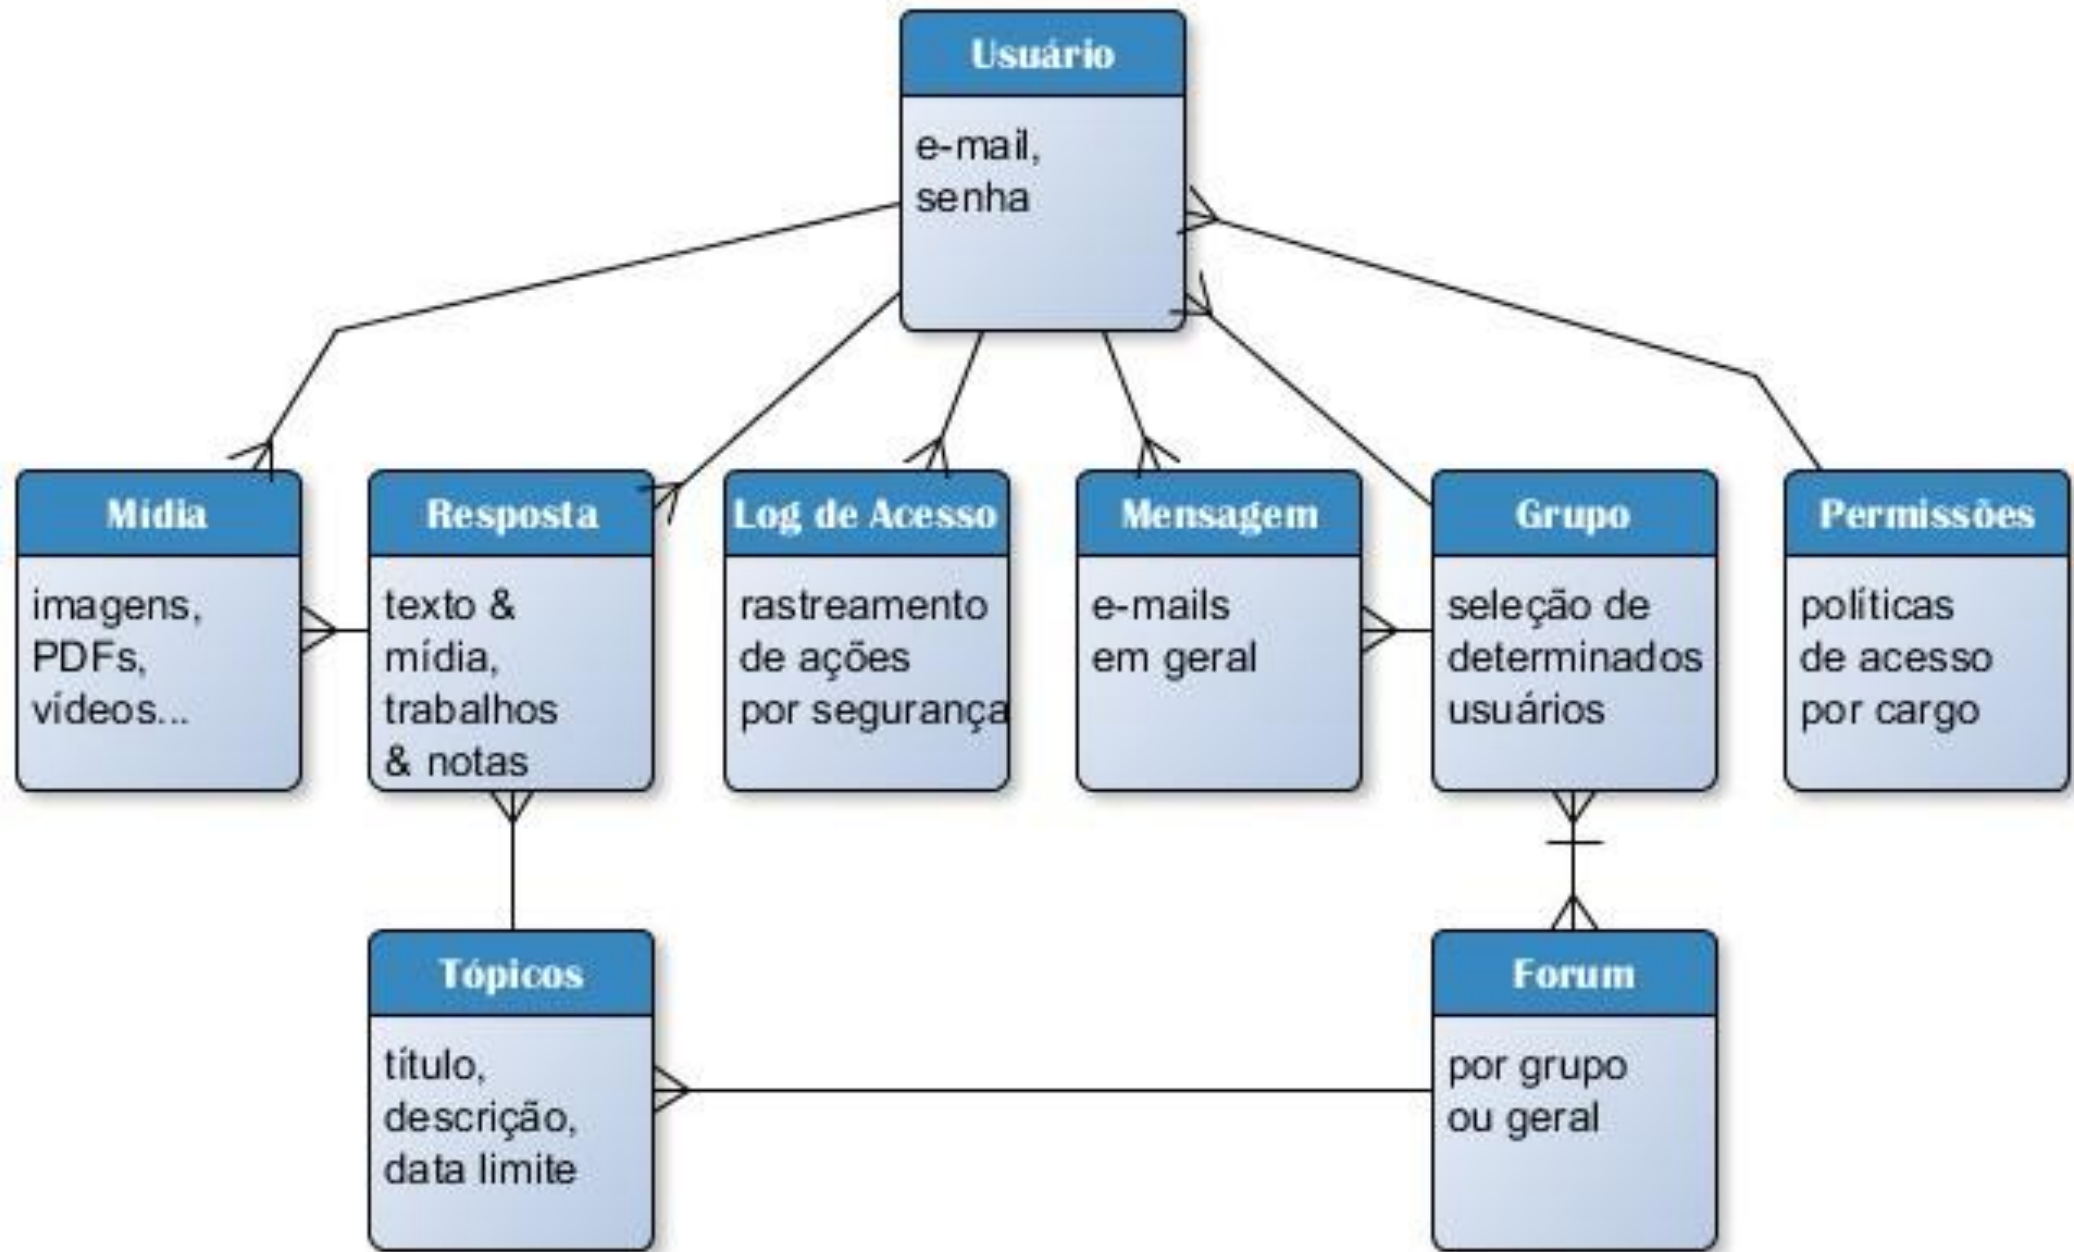 Usuário
e-mail,
senha
Mídia
imagens,
PDFs,
vídeos...
Resposta
texto &
mídia,
trabalhos
& notas
Log de Acesso
rastreamento
de ações
por segurança
Mensagem
e-mails
em geral
Grupo
seleção de
determinados
usuários
Permissões
políticas
de acesso
por cargo
Tópicos
título,
descrição,
data limite
Forum
por grupo
ou geral